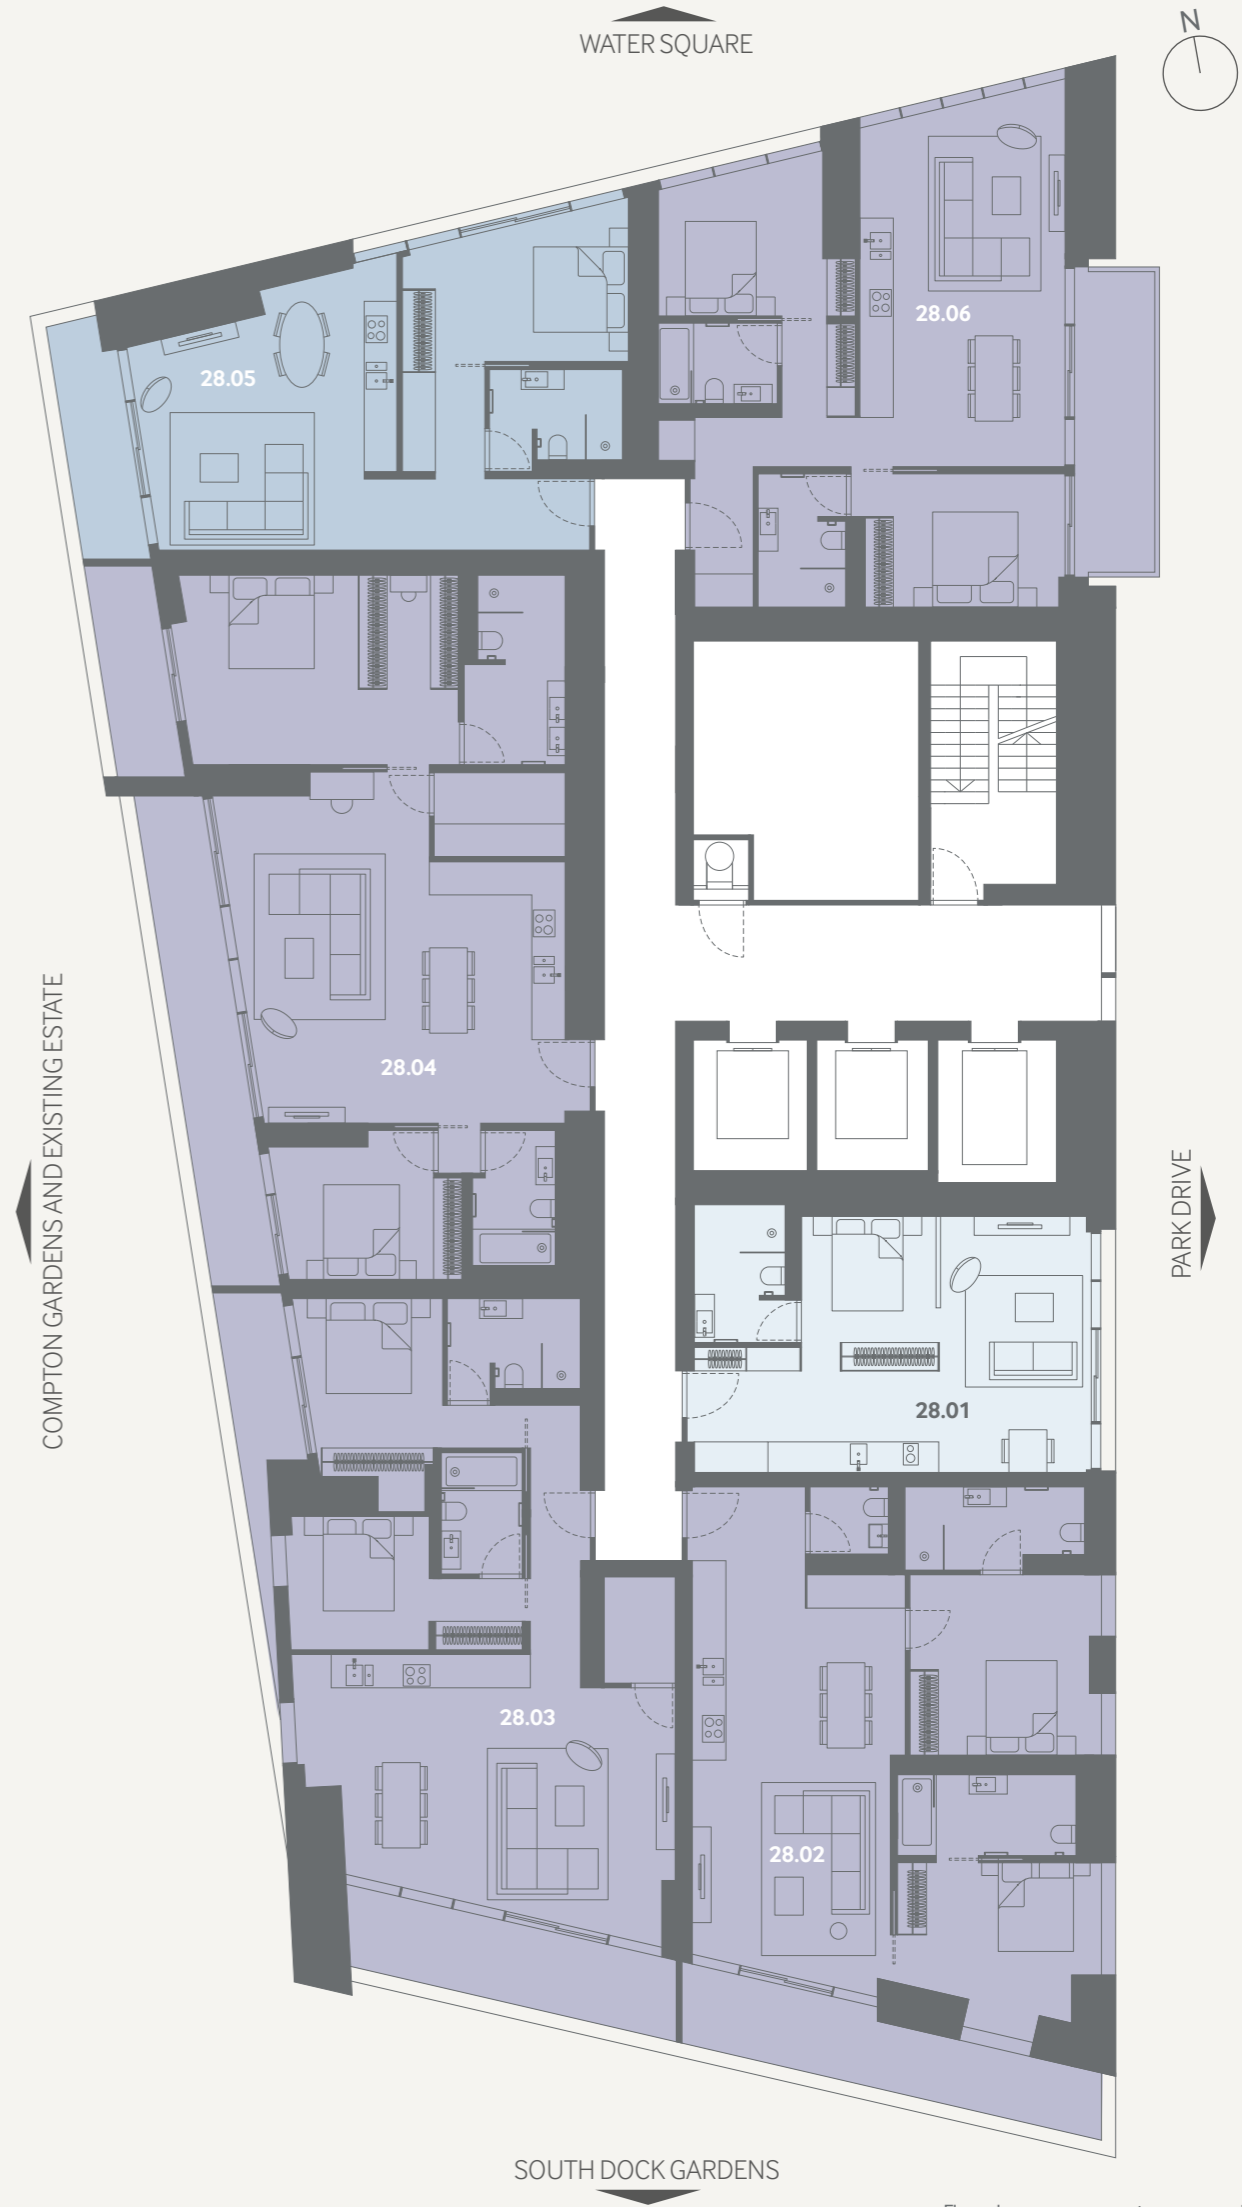 WATER SQUARE
N
28.06
28.05
28.04
COMPTON GARDENS AND EXISTING ESTATE
PARK DRIVE
28.01
28.03
28.02
SOUTH DOCK GARDENS